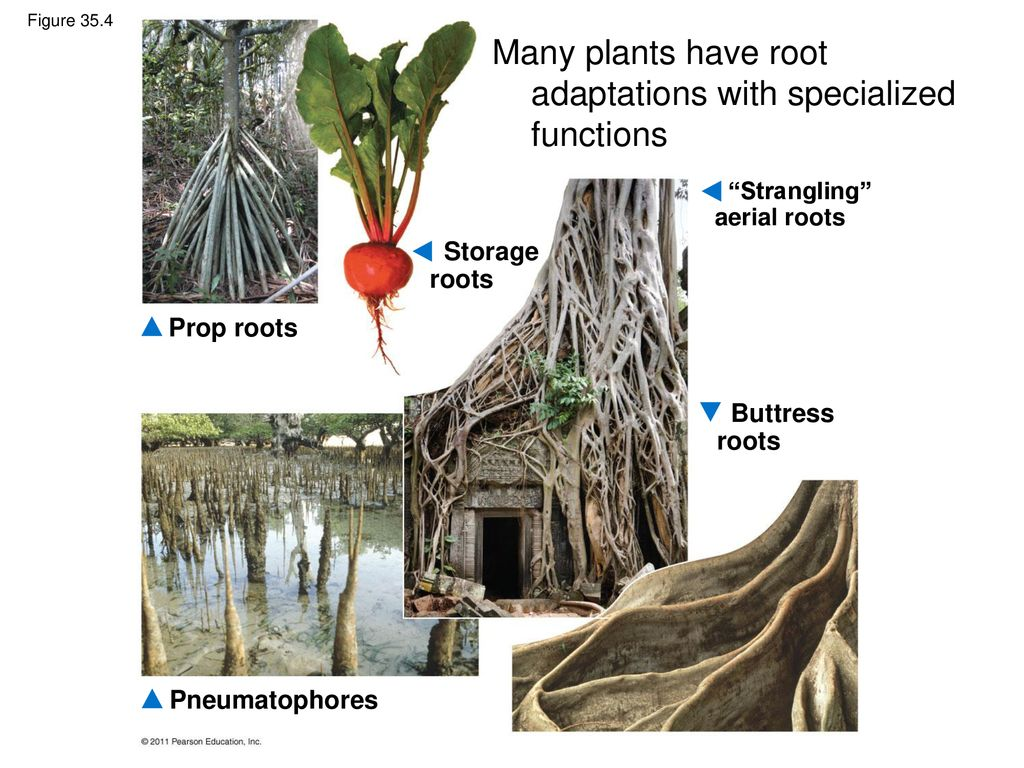 Figure 35.4
Many plants have root
adaptations with specialized
functions
“Strangling”
aerial roots
Storage
roots
Prop roots
Buttress
roots
Pneumatophores
© 2011 Pearson Education, Inc.